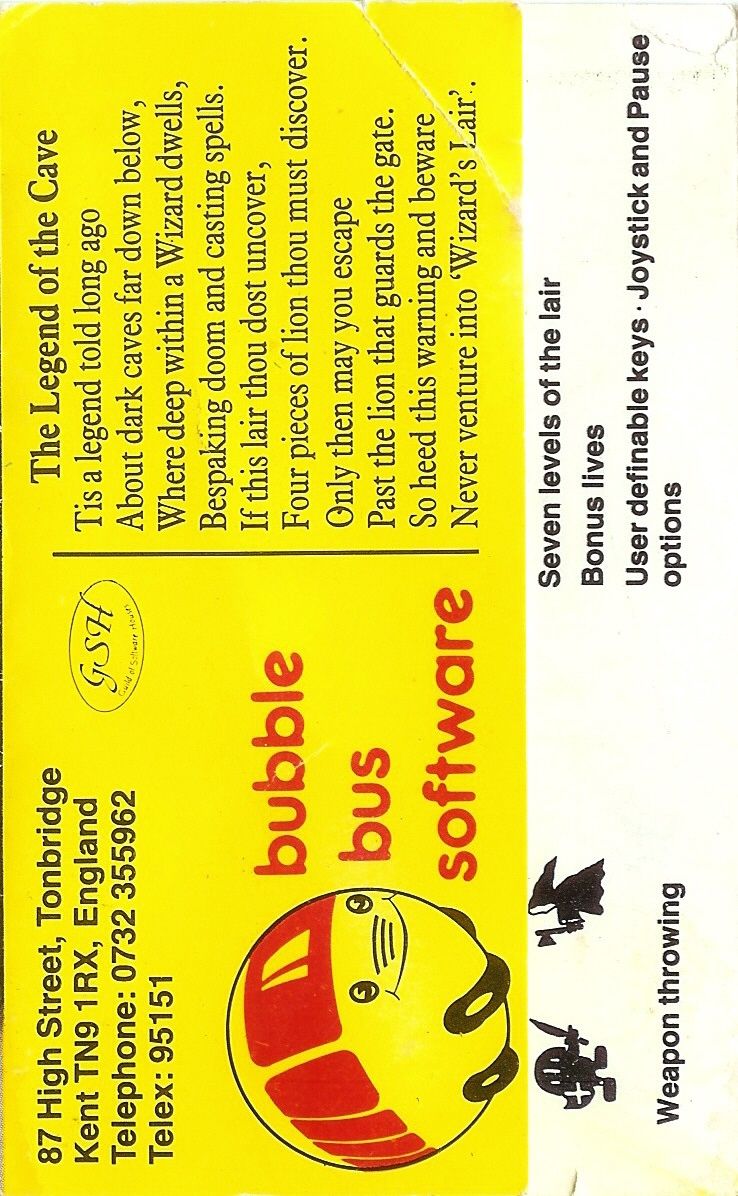 87 High Street, Tonbridge
Kent TN9 1RX, England
Telephone: 0732 355962
Telex: 95151
GSH
Guild of Software Houses
bubble
bus
software
The Legend of the Cave
Tis a legend told long ago
About dark caves far down below,
Where deep within a Wizard dwells,
Bespaking doom and casting spells.
If this lair thou dost uncover,
Four pieces of lion thou must discover.
Only then may you escape
Past the lion that guards the gate.
So heed this warning and beware
Never venture into ‘Wizard’s Lair’.
Weapon throwing
Seven levels of the lair
Bonus lives
User definable keys · Joystick and Pause
options